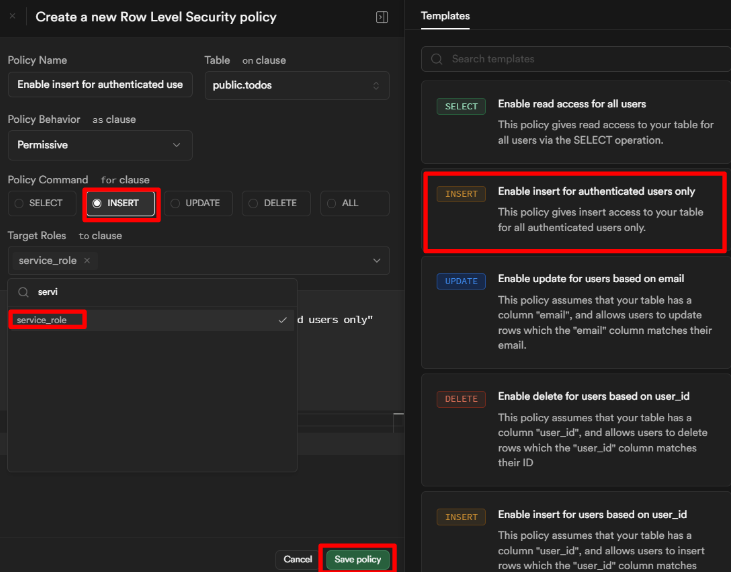 Create a new Row Level Security policy
Policy Name
Table on clause
Enable insert for authenticated use
public.todos
Policy Behavior as clause
Permissive
Policy Command for clause
SELECT
INSERT
UPDATE
DELETE
ALL
Target Roles to clause
service_role
servi
service_role
d users only"
Cancel
Save policy
Templates
Search templates
SELECT
Enable read access for all users
This policy gives read access to your table for
all users via the SELECT operation.
INSERT
Enable insert for authenticated users only
This policy gives insert access to your table
for all authenticated users only.
UPDATE
Enable update for users based on email
This policy assumes that your table has a
column "email", and allows users to update
rows which the "email" column matches their
email.
DELETE
Enable delete for users based on user_id
This policy assumes that your table has a
column "user_id", and allows users to delete
rows which the "user_id" column matches
their ID
INSERT
Enable insert for users based on user_id
This policy assumes that your table has a
column "user_id", and allows users to insert
rows which the "user_id" column matches